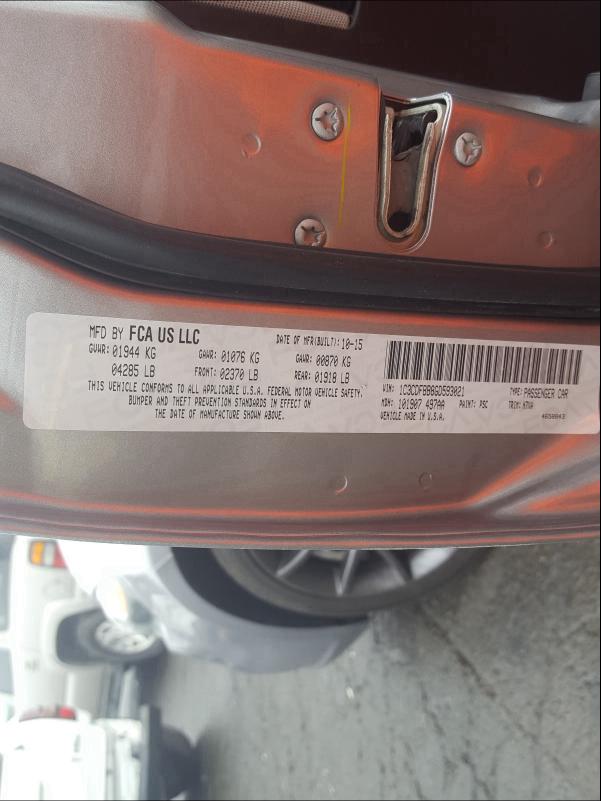 MFD BY FCA US LLC DATE OF MFR(BUILT): 10-15
GVWR: 01944 KG GAWR: 01076 KG GAWR: 00870 KG
04285 LB FRONT: 02370 LB REAR: 01918 LB
THIS VEHICLE CONFORMS TO ALL APPLICABLE U.S.A. FEDERAL MOTOR VEHICLE SAFETY,
BUMPER AND THEFT PREVENTION STANDARDS IN EFFECT ON
THE DATE OF MANUFACTURE SHOWN ABOVE.
VIN: 1C3CDFBB8GD593021 TYPE: PASSENGER CAR
MDH: 101907 497AA PAINT: PSC TRIM:
VEHICLE MADE IN U.S.A.